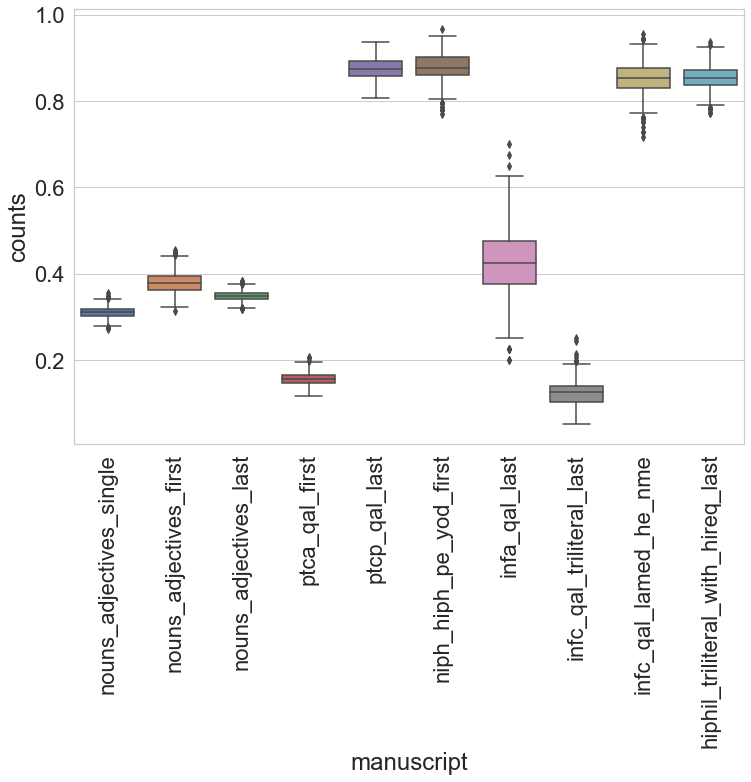 1.0
0.8
0.6
0.4
0.2
counts
nouns_adjectives_single
nouns_adjectives_first
nouns_adjectives_last
ptca_qal_first
ptcp_qal_last
niph_hiph_pe_yod_first
infa_qal_last
infc_qal_triliteral_last
infc_qal_lamed_he_nme
hiphil_triliteral_with_hireq_last
manuscript